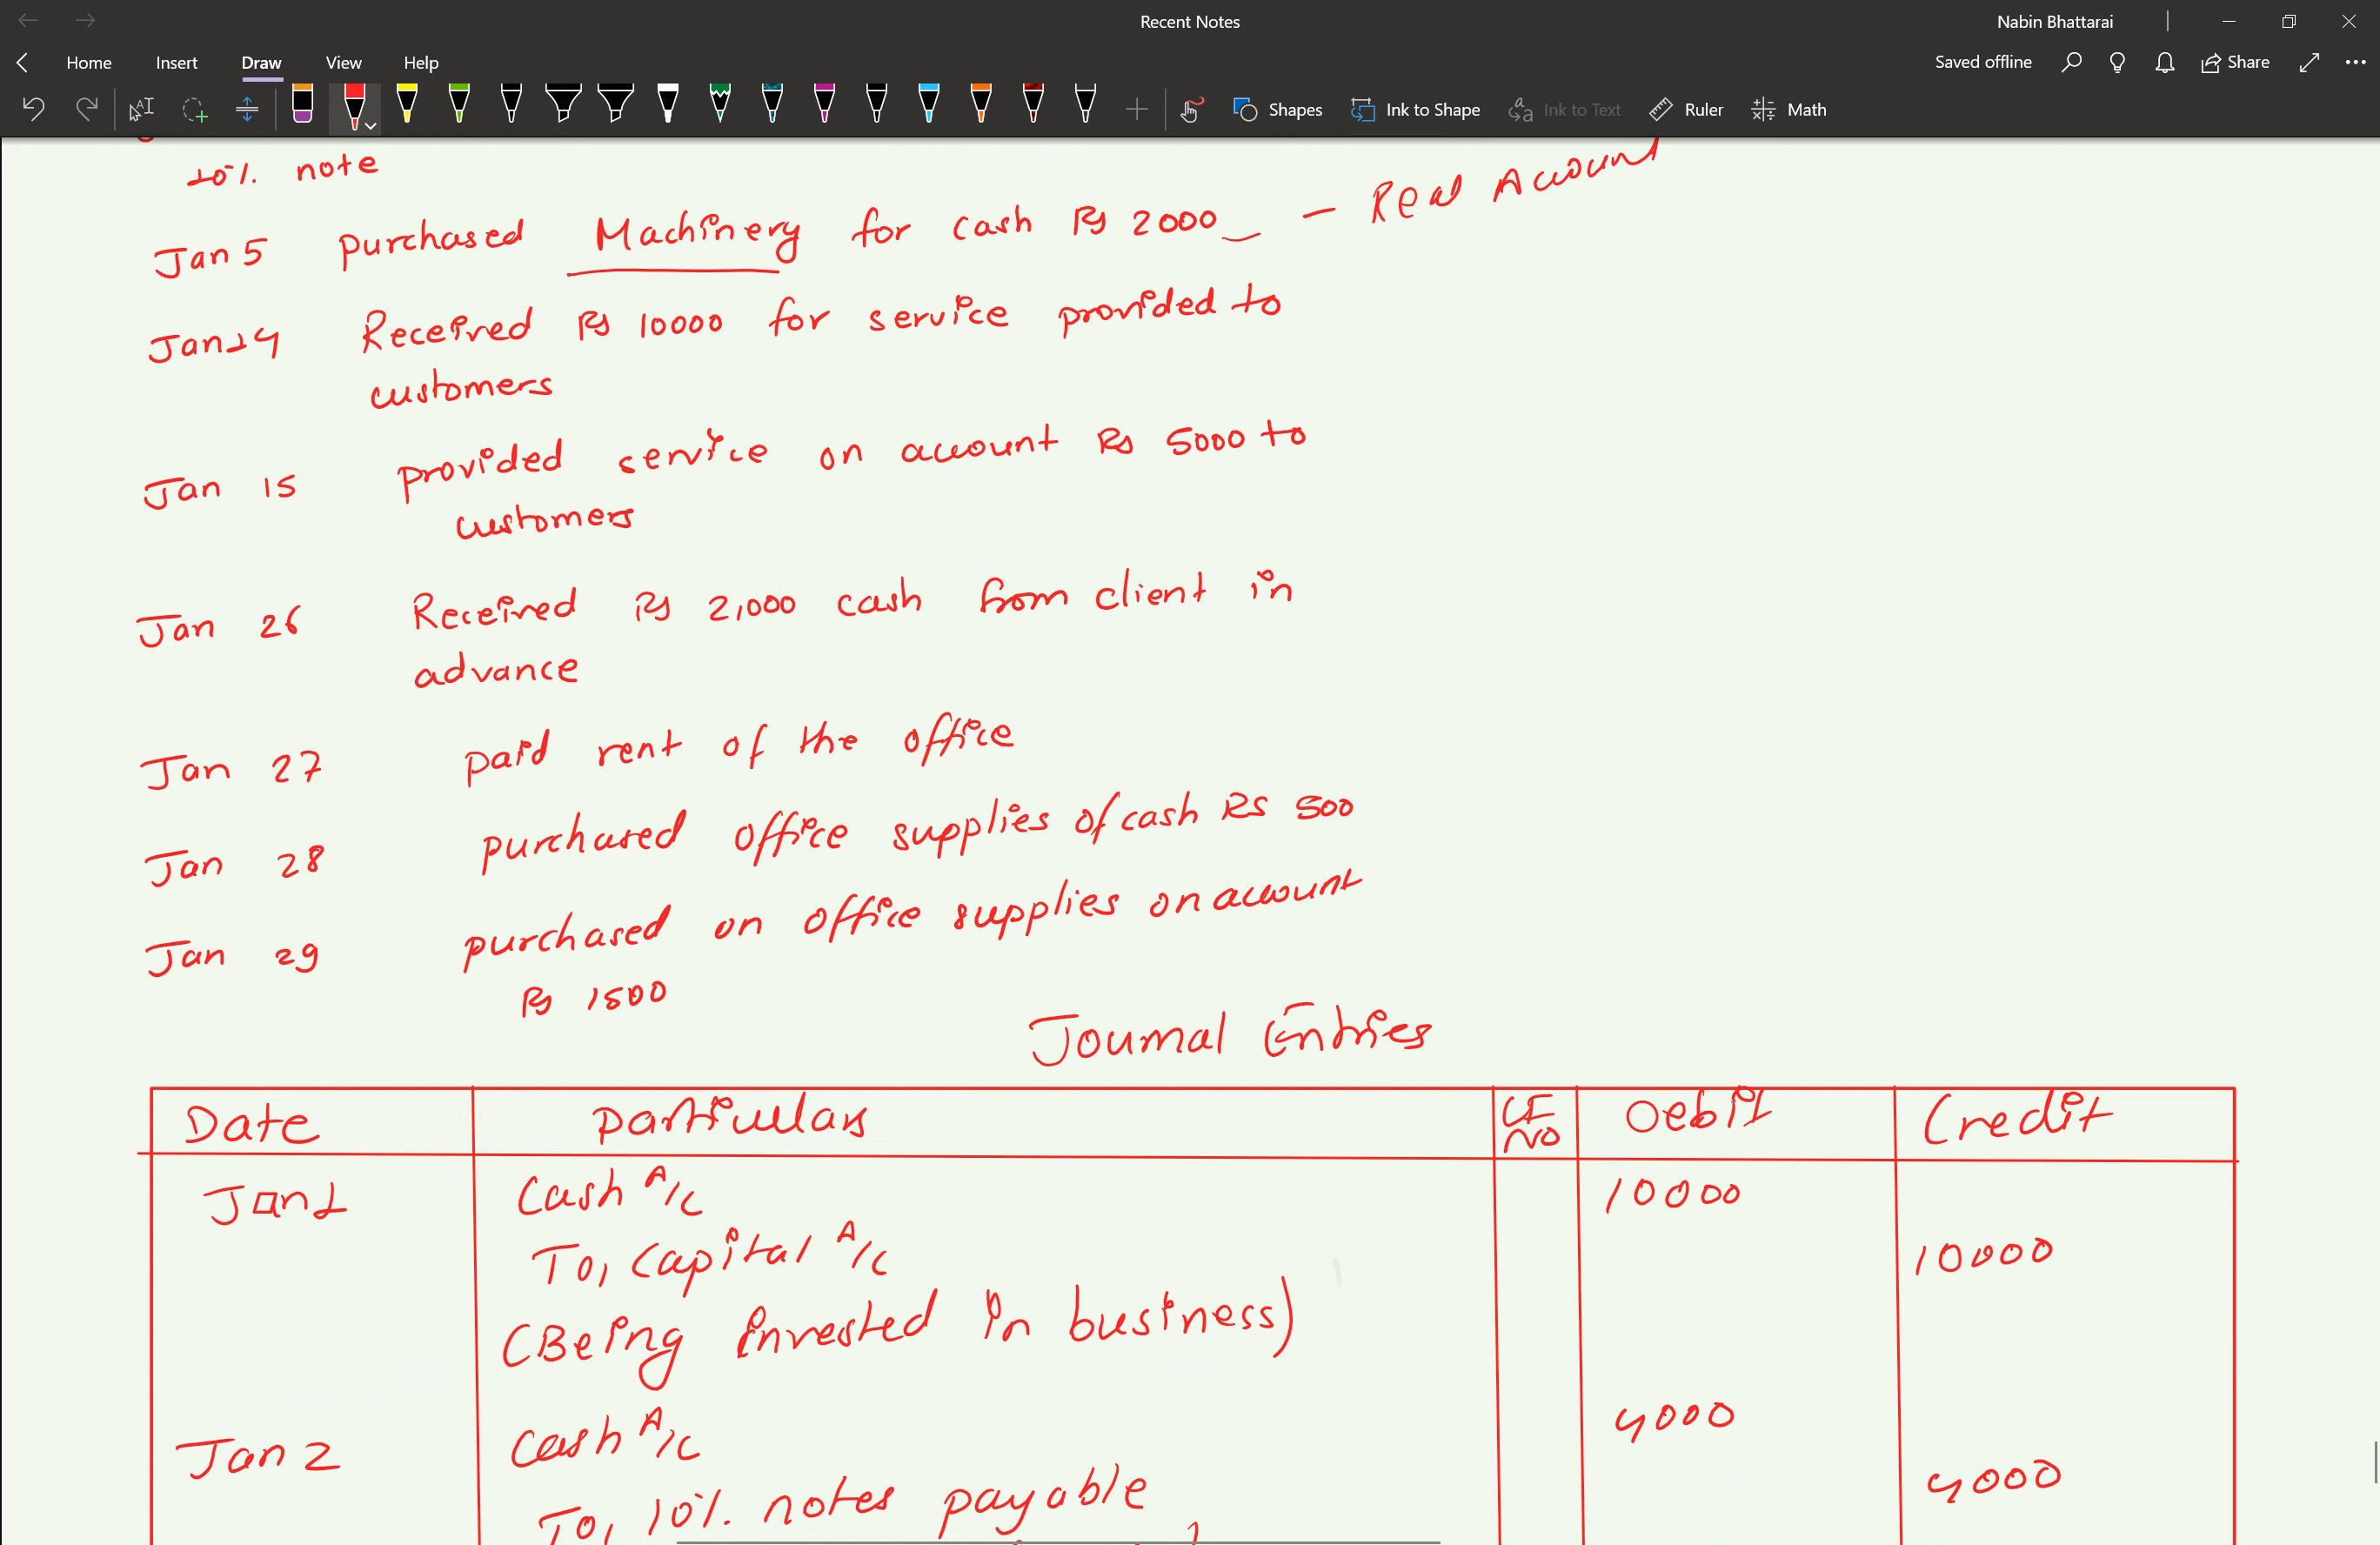 Recent Notes
Nabin Bhattarai
Home Insert Draw View Help
Saved offline
Share
Shapes
Ink to Shape
Ink to Text
Ruler
Math
10%. note
Jan 5 purchased Machinery for cash Rs 2000 - Real Account
Jan 14 Received Rs 10000 for service provided to
customers
Jan 15 provided service on account Rs 5000 to
customers
Jan 26 Received Rs 2,000 cash from client in
advance
Jan 27 paid rent of the office
Jan 28 purchased office supplies of cash RS 500
Jan 29 purchased on office supplies on account
Rs 1500
Journal Entries
Date Particulars LF NO Debit Credit
Jan 1 Cash A/C 10000
To, Capital A/C 10000
(Being invested in business)
Jan 2 Cash A/C 4000
To, 10%. notes payable 4000